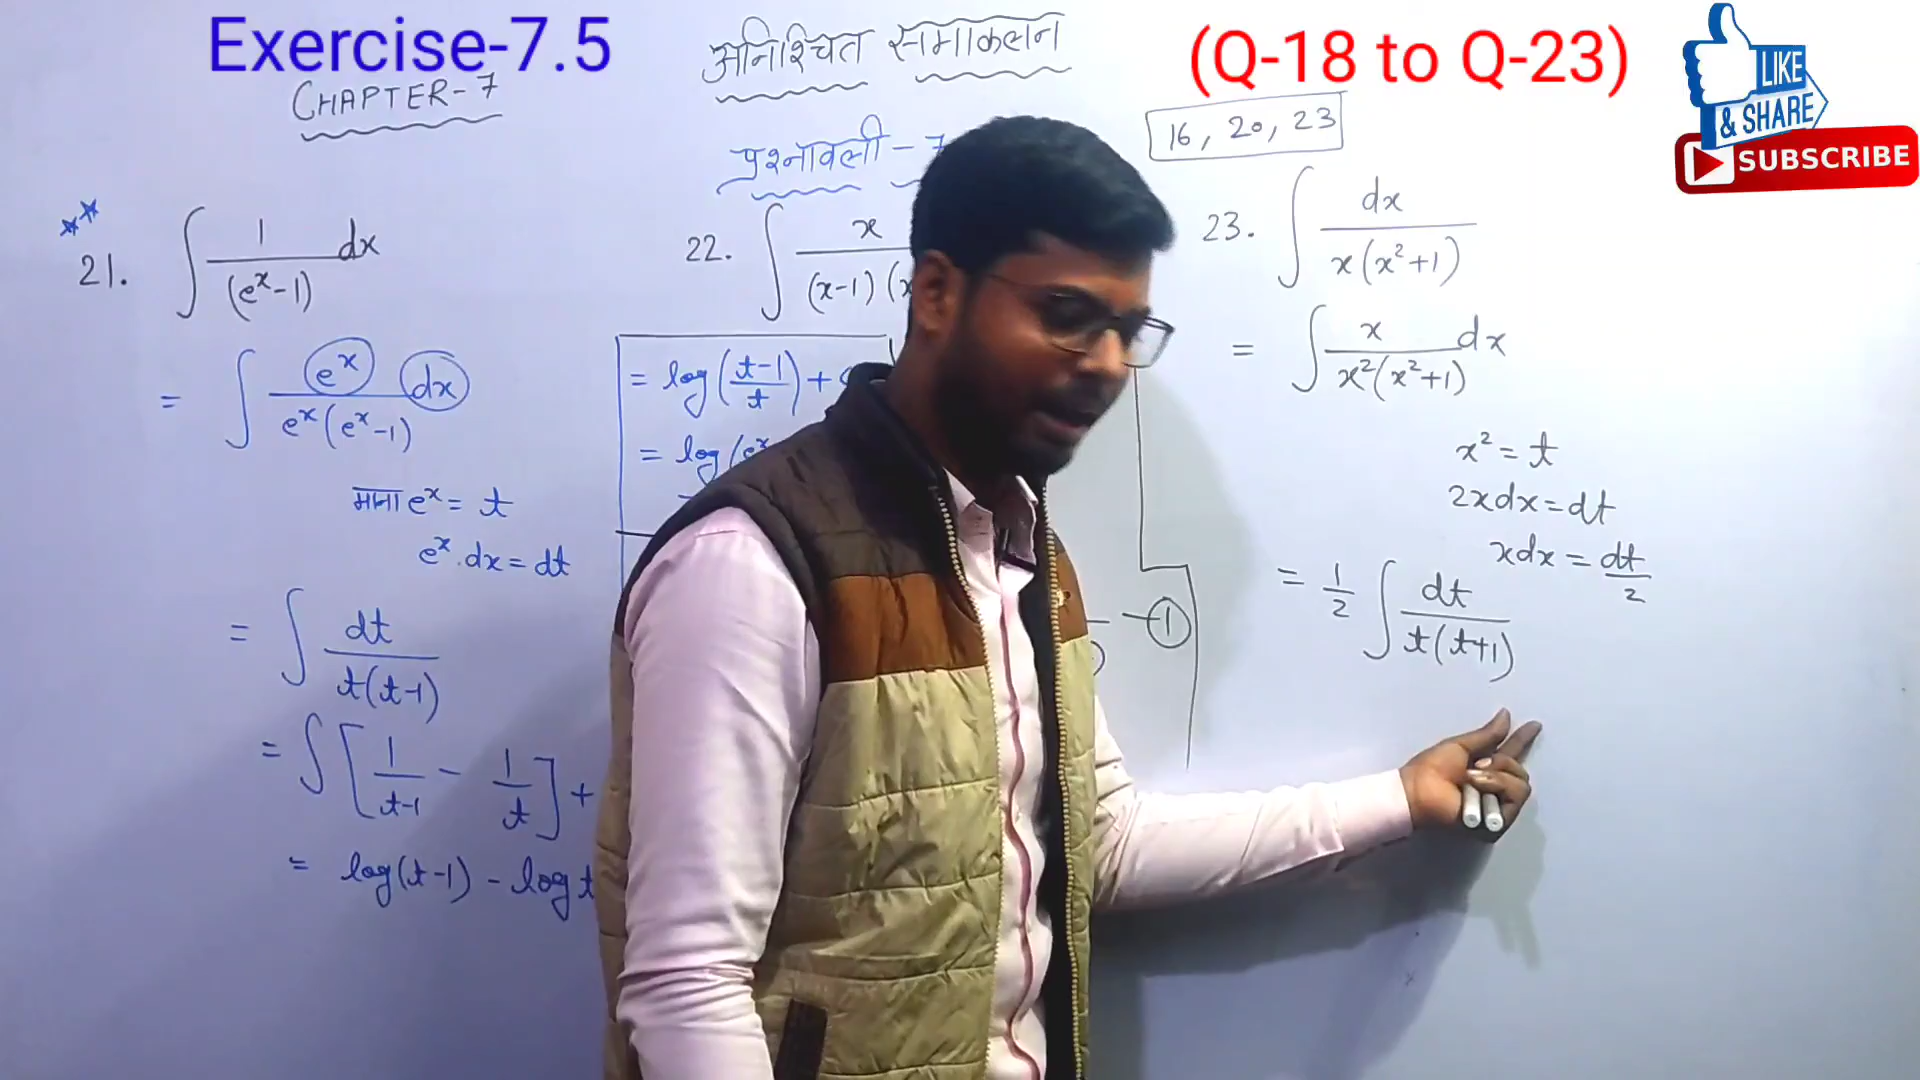 Exercise-7.5
CHAPTER-7
अनिश्चित समाकलन
(Q-18 to Q-23)
LIKE
& SHARE
SUBSCRIBE
प्रश्नावली - 7
16, 20, 23
21. ∫ 1/(eˣ-1) dx
= ∫ eˣ dx/eˣ(eˣ-1)
माना eˣ = t
eˣ.dx = dt
= ∫ dt/t(t-1)
= ∫ [1/t-1 - 1/t] +
= log(t-1) - log t
22. ∫ x/(x-1)(x
= log(t-1/t) +
= log(eˣ
- ①
23. ∫ dx/x(x²+1)
= ∫ x/x²(x²+1) dx
x² = t
2xdx = dt
xdx = dt/2
= 1/2 ∫ dt/t(t+1)